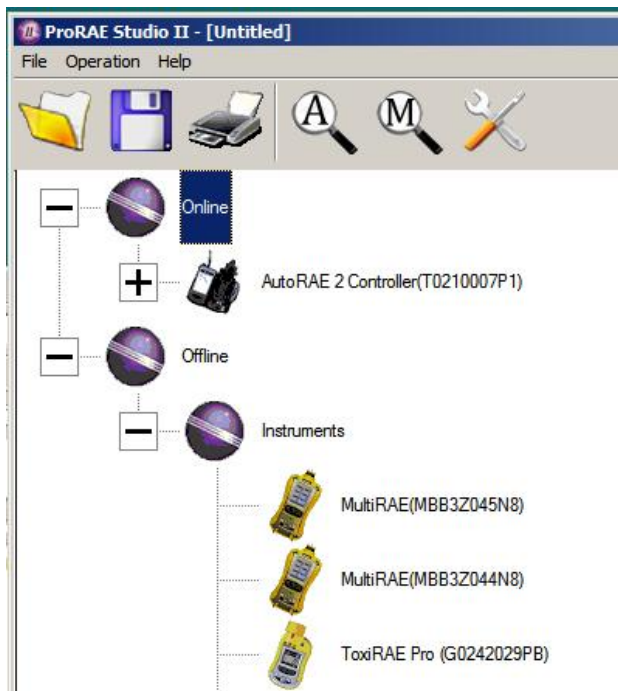 ProRAE Studio II - [Untitled]
File Operation Help
A M
Online
AutoRAE 2 Controller(T0210007P1)
Offline
Instruments
MultiRAE(MBB3Z045N8)
MultiRAE(MBB3Z044N8)
ToxiRAE Pro (G0242029PB)